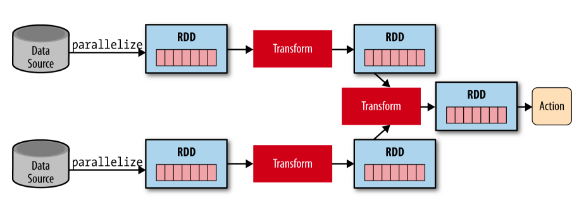 Data
Source
parallelize
RDD
Transform
RDD
Transform
RDD
Action
Data
Source
parallelize
RDD
Transform
RDD